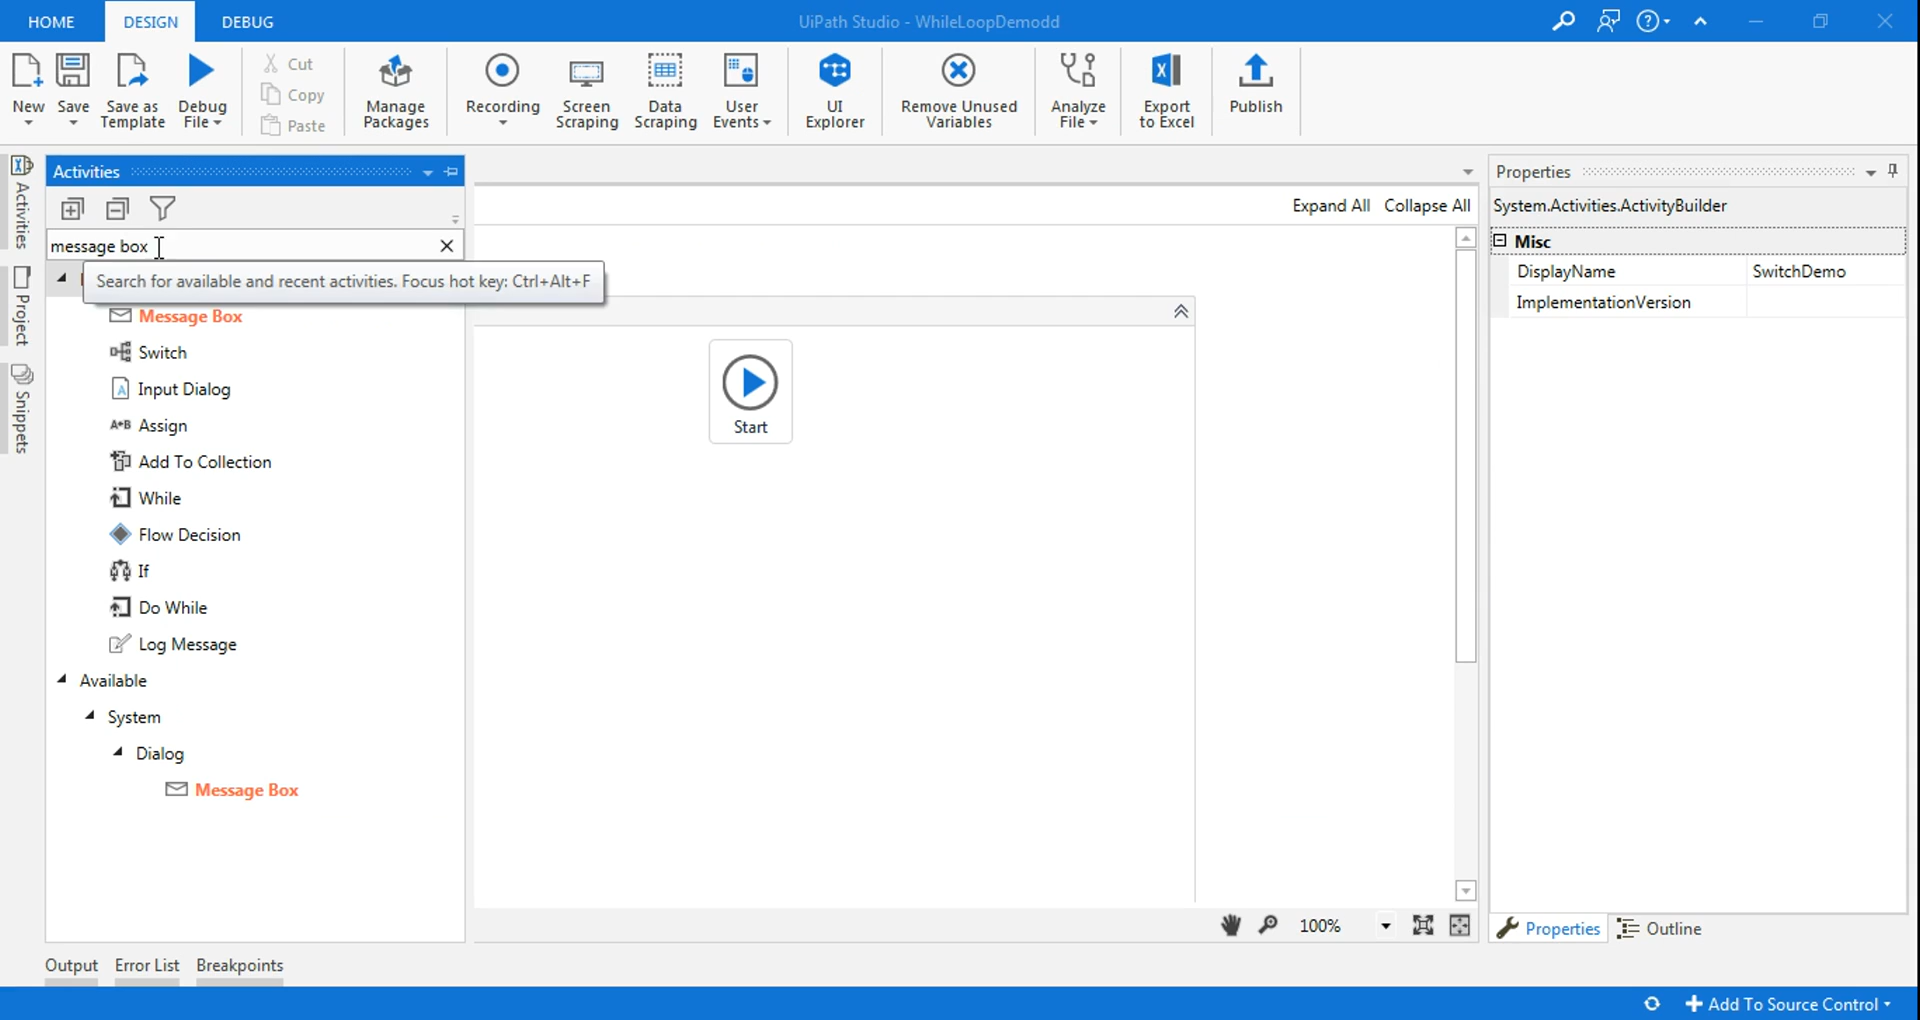 HOME DESIGN DEBUG UiPath Studio - WhileLoopDemodd
New Save Save as Template Debug File Cut Copy Paste Manage Packages Recording Screen Scraping Data Scraping User Events UI Explorer Remove Unused Variables Analyze File Export to Excel Publish
Activities
Project
Snippets
Activities
message box
Search for available and recent activities. Focus hot key: Ctrl+Alt+F
Message Box
Switch
Input Dialog
Assign
Add To Collection
While
Flow Decision
If
Do While
Log Message
Available
System
Dialog
Message Box
Expand All Collapse All
Start
100%
Properties
System.Activities.ActivityBuilder
Misc
DisplayName SwitchDemo
ImplementationVersion
Properties Outline
Output Error List Breakpoints
Add To Source Control